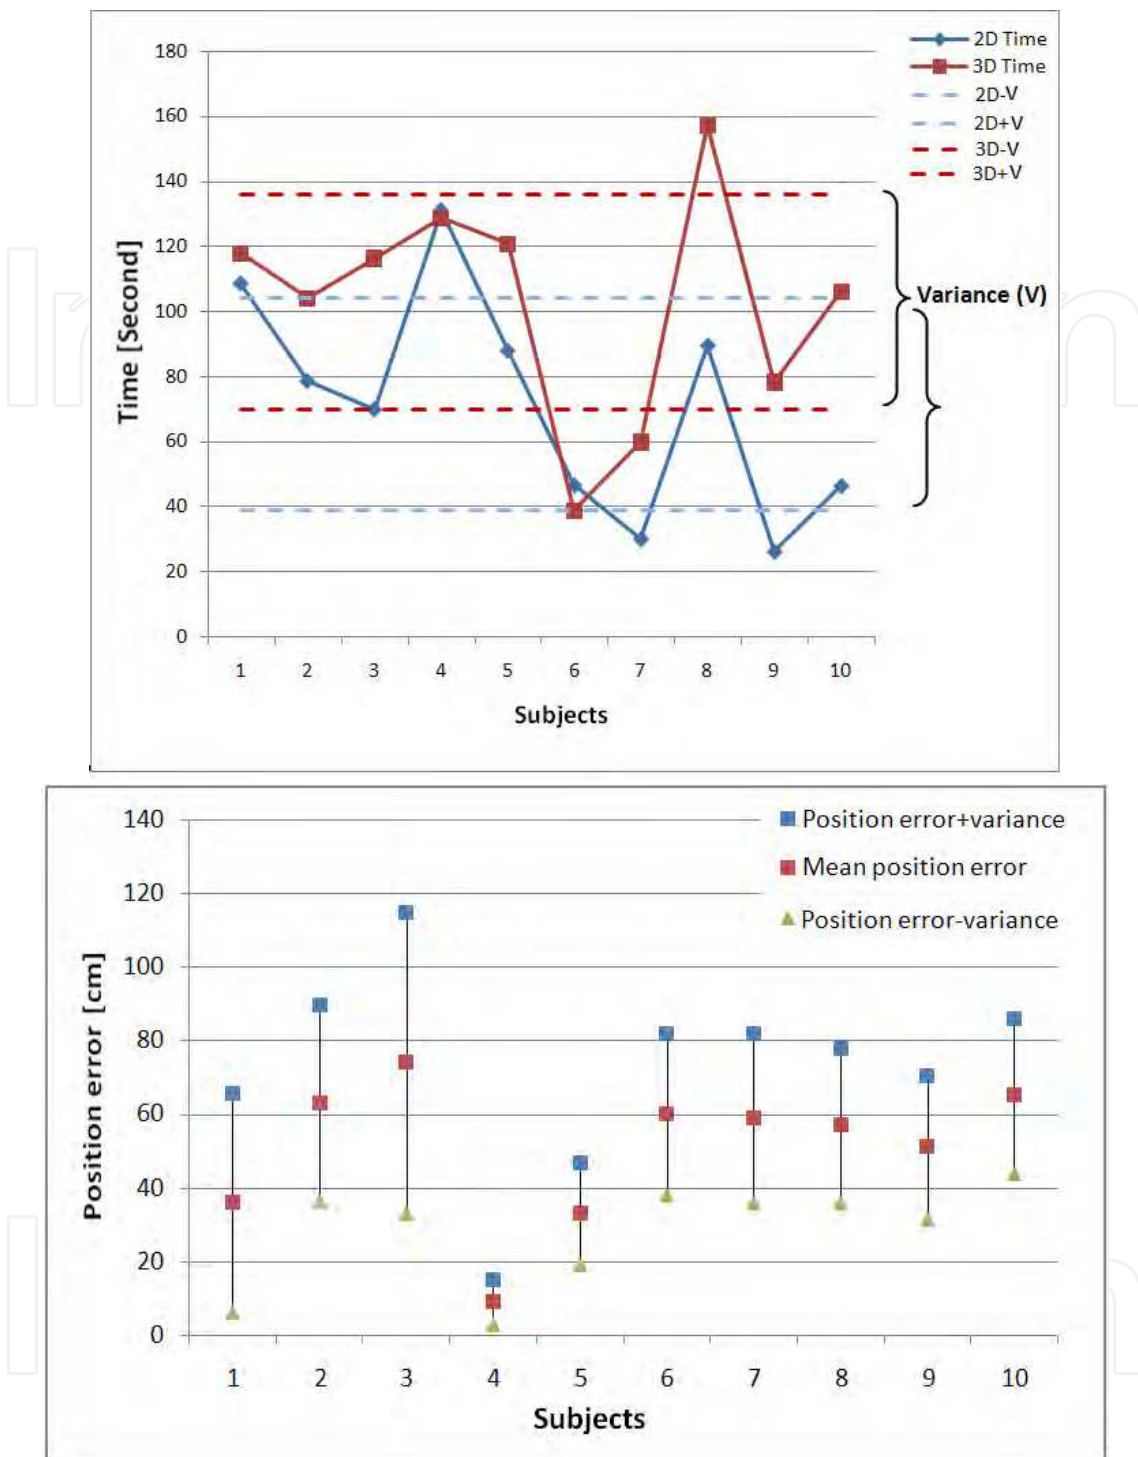 180
160
140
120
100
80
60
40
20
0
Time [Second]
1 2 3 4 5 6 7 8 9 10
Subjects
2D Time
3D Time
2D-V
2D+V
3D-V
3D+V
Variance (V)
140
120
100
80
60
40
20
0
Position error [cm]
1 2 3 4 5 6 7 8 9 10
Subjects
Position error+variance
Mean position error
Position error-variance